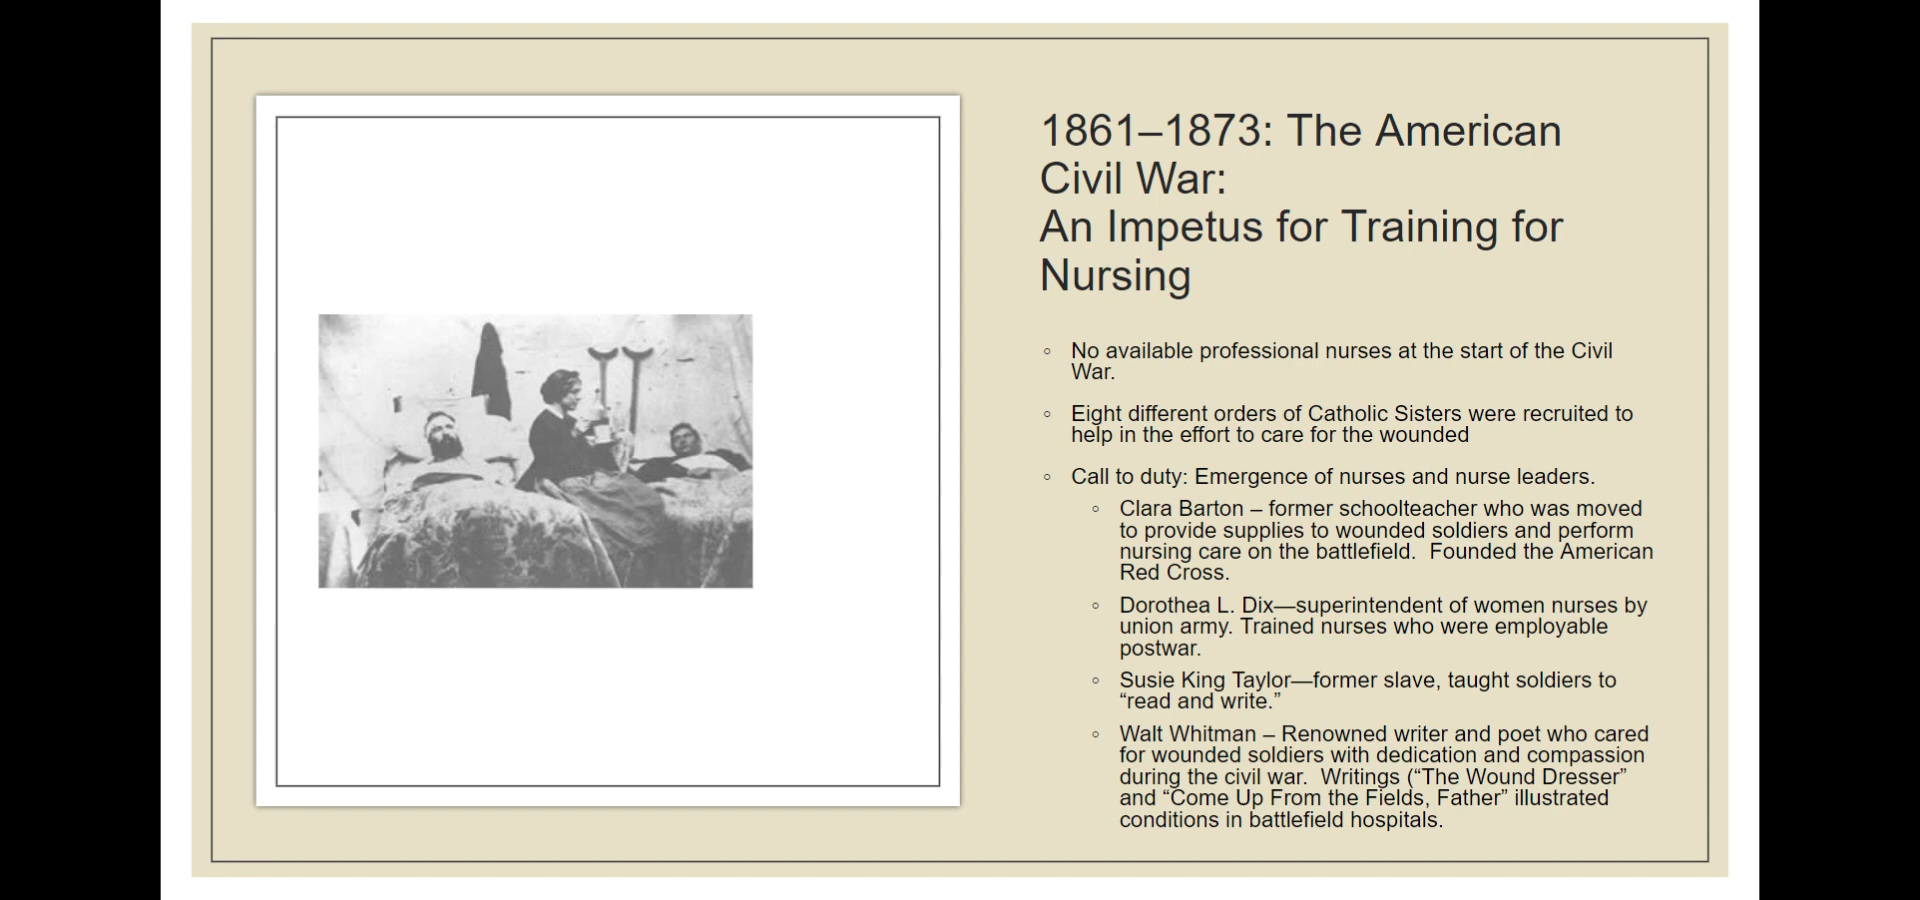 1861–1873: The American
Civil War:
An Impetus for Training for
Nursing
◦ No available professional nurses at the start of the Civil
War.
◦ Eight different orders of Catholic Sisters were recruited to
help in the effort to care for the wounded
◦ Call to duty: Emergence of nurses and nurse leaders.
◦ Clara Barton – former schoolteacher who was moved
to provide supplies to wounded soldiers and perform
nursing care on the battlefield.  Founded the American
Red Cross.
◦ Dorothea L. Dix—superintendent of women nurses by
union army. Trained nurses who were employable
postwar.
◦ Susie King Taylor—former slave, taught soldiers to
“read and write.”
◦ Walt Whitman – Renowned writer and poet who cared
for wounded soldiers with dedication and compassion
during the civil war.  Writings (“The Wound Dresser”
and “Come Up From the Fields, Father” illustrated
conditions in battlefield hospitals.